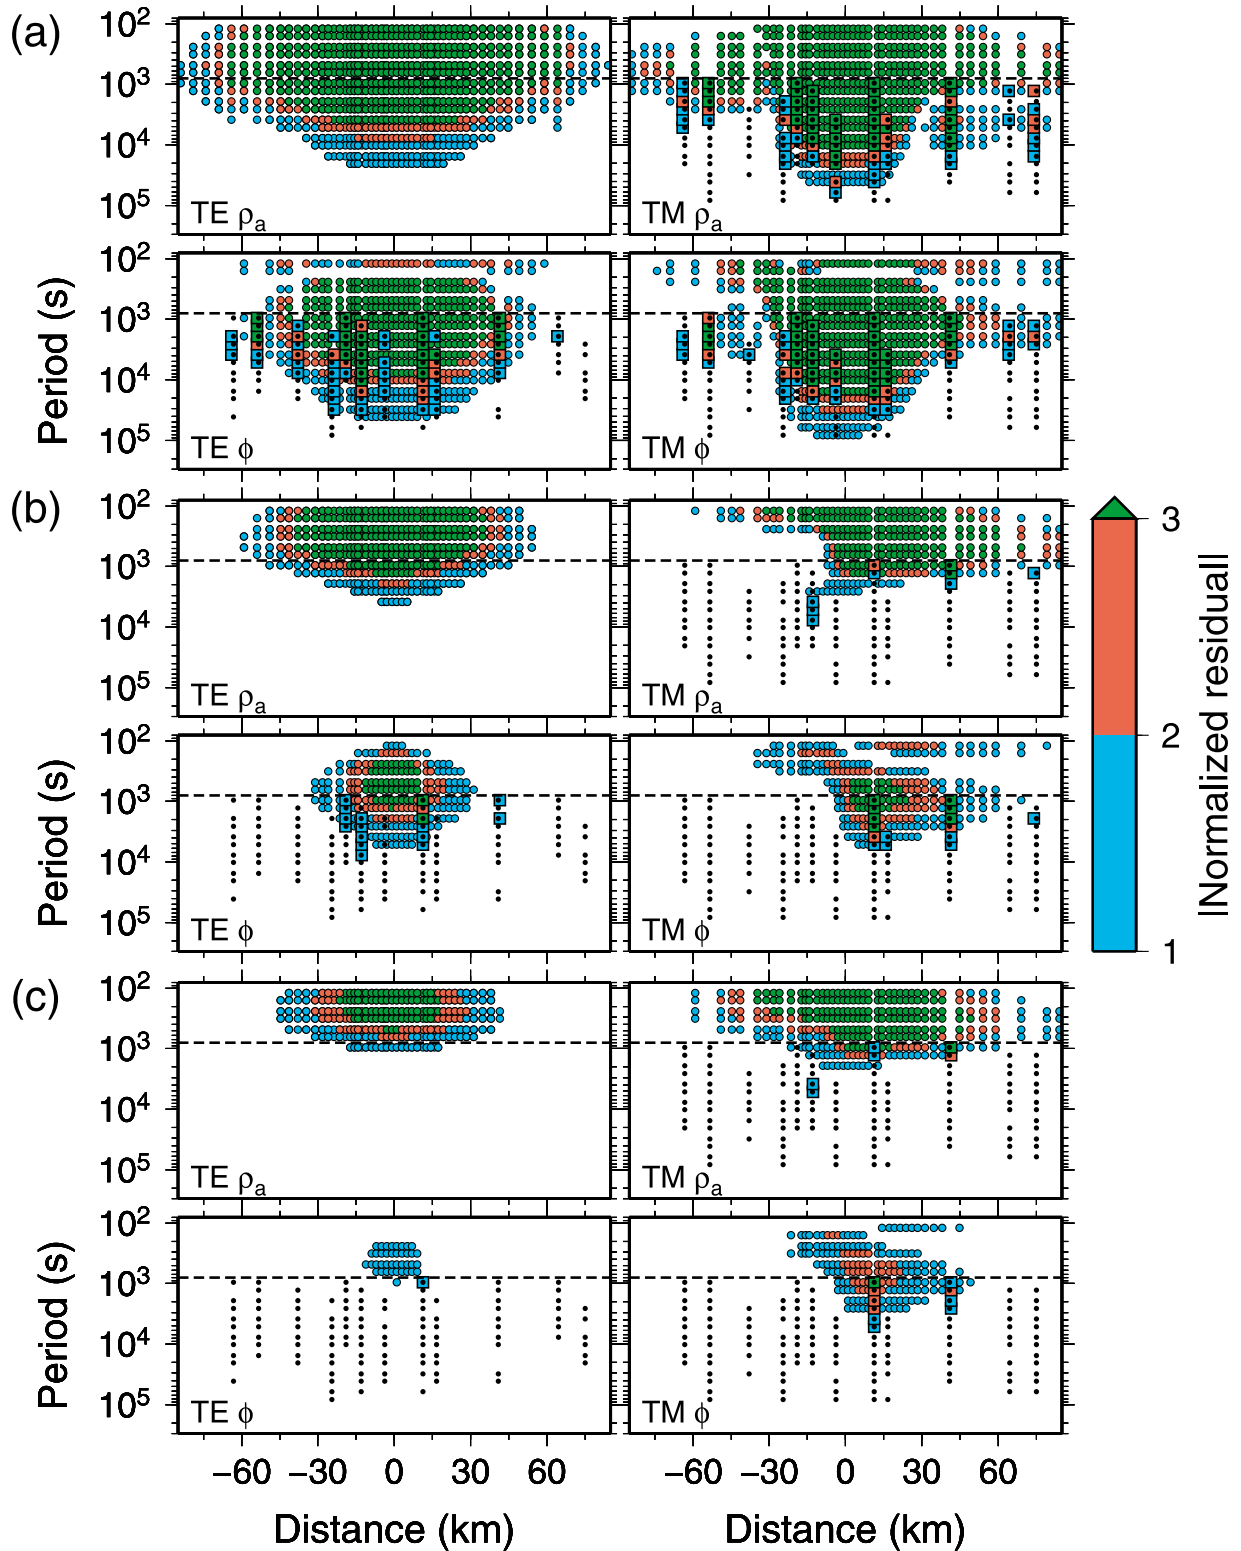 (a)
10²
10³
10⁴
10⁵
TE ρₐ
TM ρₐ
Period (s)
10²
10³
10⁴
10⁵
TE ϕ
TM ϕ
(b)
10²
10³
10⁴
10⁵
TE ρₐ
TM ρₐ
Period (s)
10²
10³
10⁴
10⁵
TE ϕ
TM ϕ
3
2
1
|Normalized residual|
(c)
10²
10³
10⁴
10⁵
TE ρₐ
TM ρₐ
Period (s)
10²
10³
10⁴
10⁵
TE ϕ
TM ϕ
−60 −30 0 30 60
−60 −30 0 30 60
Distance (km)
Distance (km)